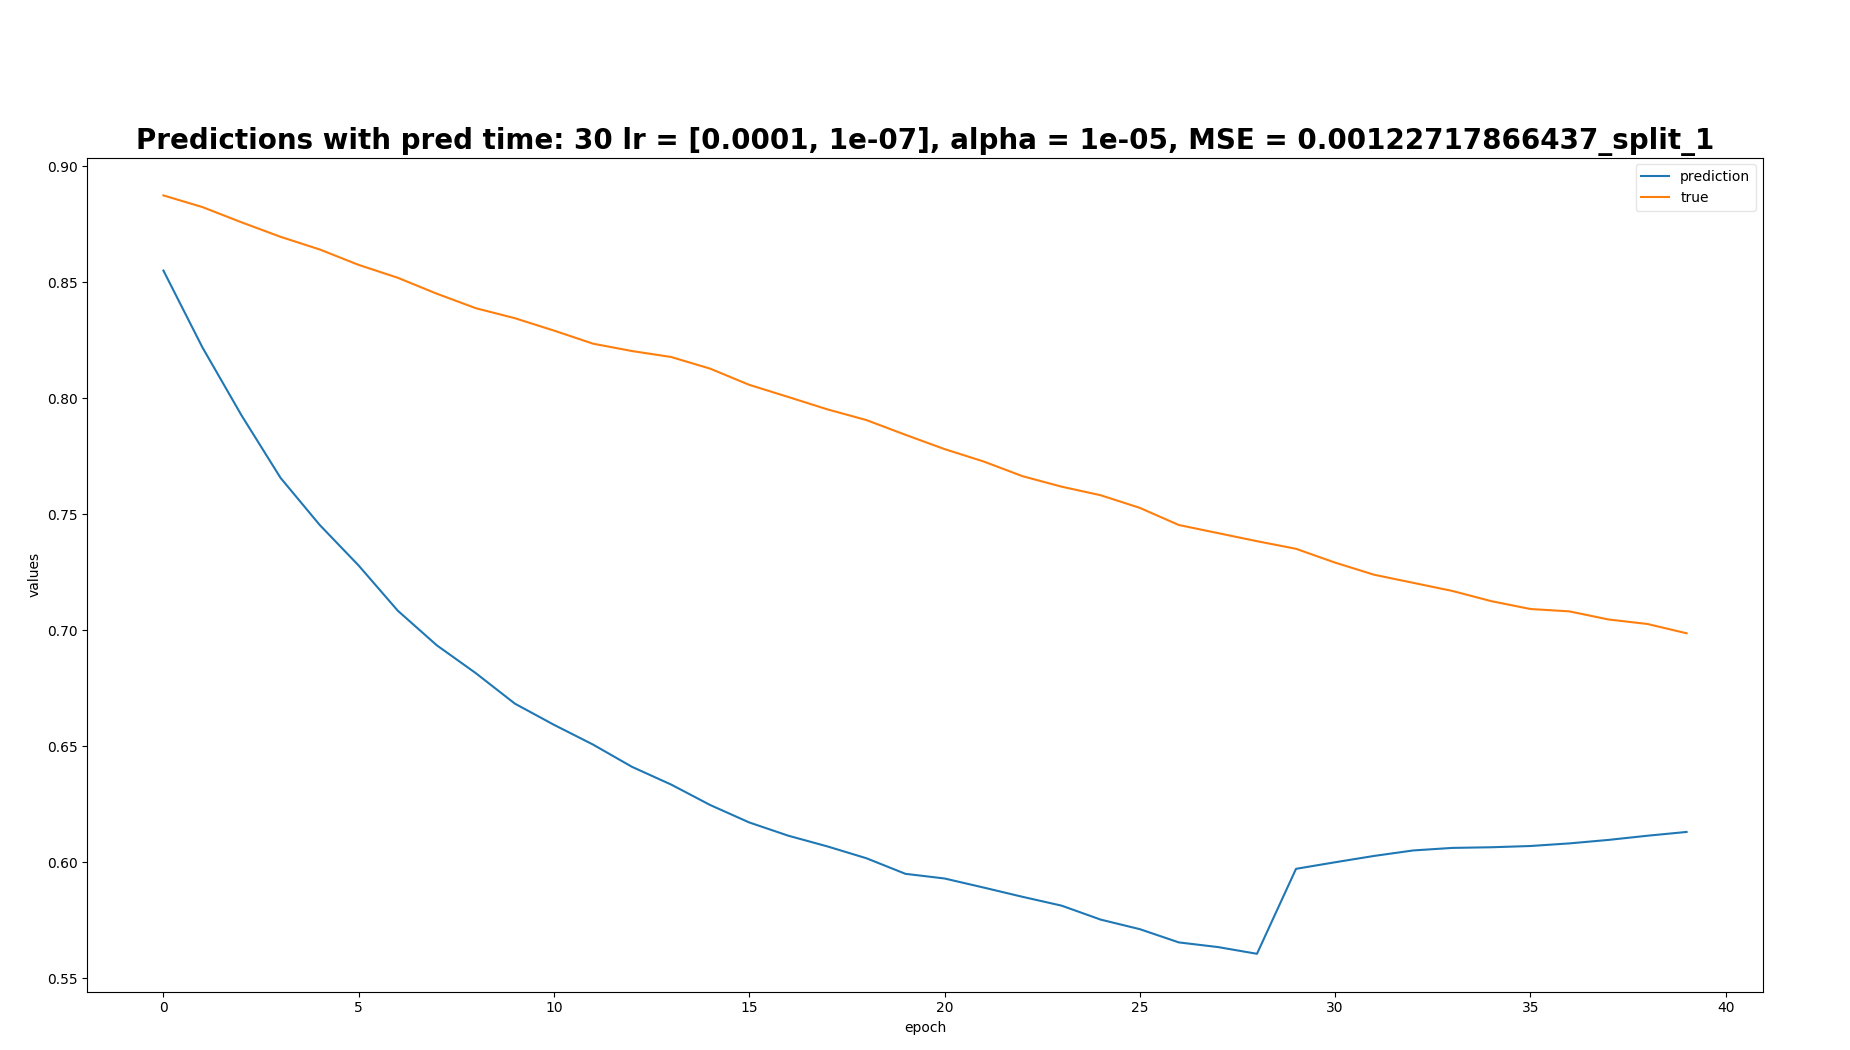 Predictions with pred time: 30 lr = [0.0001, 1e-07], alpha = 1e-05, MSE = 0.00122717866437_split_1
prediction
true
values
0.90
0.85
0.80
0.75
0.70
0.65
0.60
0.55
0 5 10 15 20 25 30 35 40
epoch